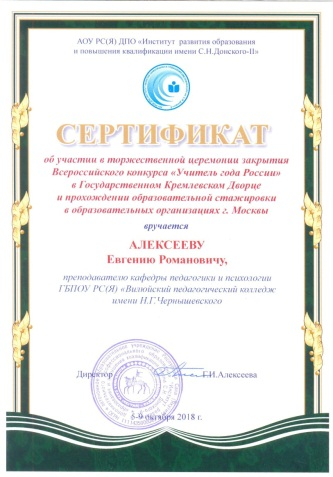 АОУ РС(Я) ДПО «Институт развития образования
и повышения квалификации имени С.Н.Донского-II»
СЕРТИФИКАТ
об участии в торжественной церемонии закрытия
Всероссийского конкурса «Учитель года России»
в Государственном Кремлевском Дворце
и прохождении образовательной стажировки
в образовательных организациях г. Москвы
вручается
АЛЕКСЕЕВУ
Евгению Романовичу,
преподавателю кафедры педагогики и психологии
ГБПОУ РС(Я) «Вилюйский педагогический колледж
имени Н.Г.Чернышевского
Директор Г.И.Алексеева
5-9 октября 2018 г.